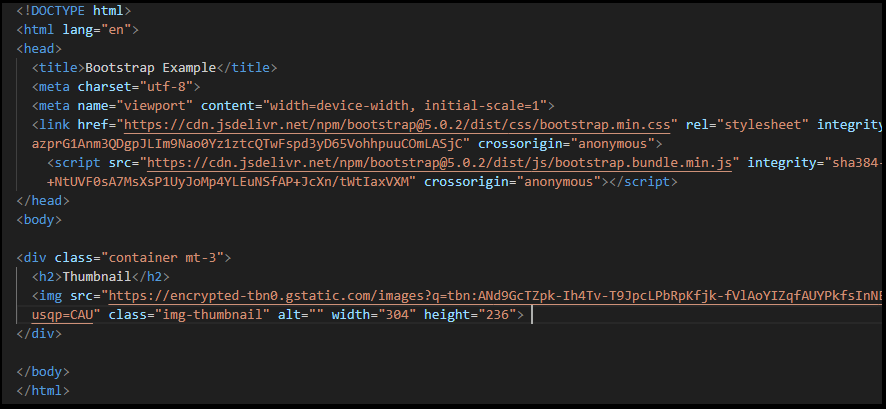 <!DOCTYPE html>
<html lang="en">
<head>
<title>Bootstrap Example</title>
<meta charset="utf-8">
<meta name="viewport" content="width=device-width, initial-scale=1">
<link href="https://cdn.jsdelivr.net/npm/bootstrap@5.0.2/dist/css/bootstrap.min.css" rel="stylesheet" integrity
azprG1Anm3QDgpJLIm9Nao0Yz1ztcQTwFspd3yD65VohhpuuCOmLASjC" crossorigin="anonymous">
<script src="https://cdn.jsdelivr.net/npm/bootstrap@5.0.2/dist/js/bootstrap.bundle.min.js" integrity="sha384-
+NtUVF0sA7MsXsP1UyJoMp4YLEuNSfAP+JcXn/tWtIaxVXM" crossorigin="anonymous"></script>
</head>
<body>
<div class="container mt-3">
<h2>Thumbnail</h2>
<img src="https://encrypted-tbn0.gstatic.com/images?q=tbn:ANd9GcTZpk-Ih4Tv-T9JpcLPbRpKfjk-fVlAoYIZqfAUYPkfsInNE
usqp=CAU" class="img-thumbnail" alt="" width="304" height="236">
</div>
</body>
</html>